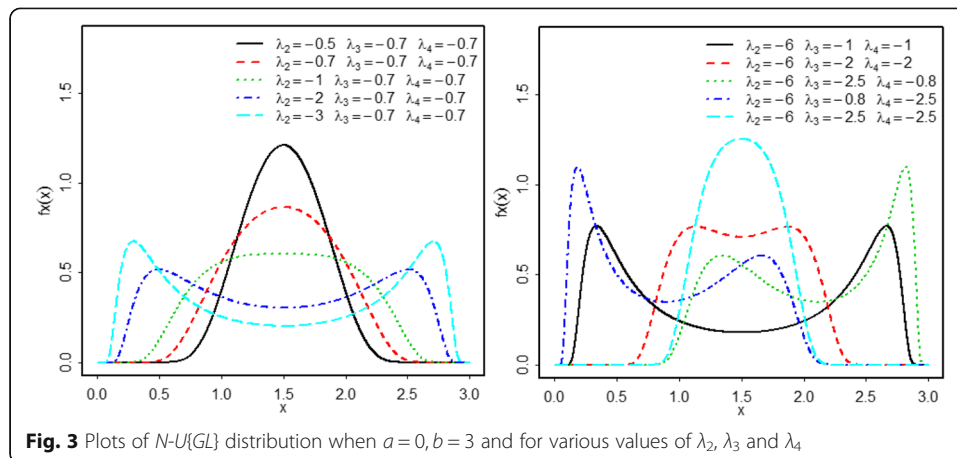 λ₂=−0.5 λ₃=−0.7 λ₄=−0.7
λ₂=−0.7 λ₃=−0.7 λ₄=−0.7
λ₂=−1 λ₃=−0.7 λ₄=−0.7
λ₂=−2 λ₃=−0.7 λ₄=−0.7
λ₂=−3 λ₃=−0.7 λ₄=−0.7
fx(x)
1.5
1.0
0.5
0.0
0.0 0.5 1.0 1.5 2.0 2.5 3.0
x
λ₂=−6 λ₃=−1 λ₄=−1
λ₂=−6 λ₃=−2 λ₄=−2
λ₂=−6 λ₃=−2.5 λ₄=−0.8
λ₂=−6 λ₃=−0.8 λ₄=−2.5
λ₂=−6 λ₃=−2.5 λ₄=−2.5
fx(x)
1.5
1.0
0.5
0.0
0.0 0.5 1.0 1.5 2.0 2.5 3.0
x
Fig. 3 Plots of N-U{GL} distribution when a = 0, b = 3 and for various values of λ₂, λ₃ and λ₄